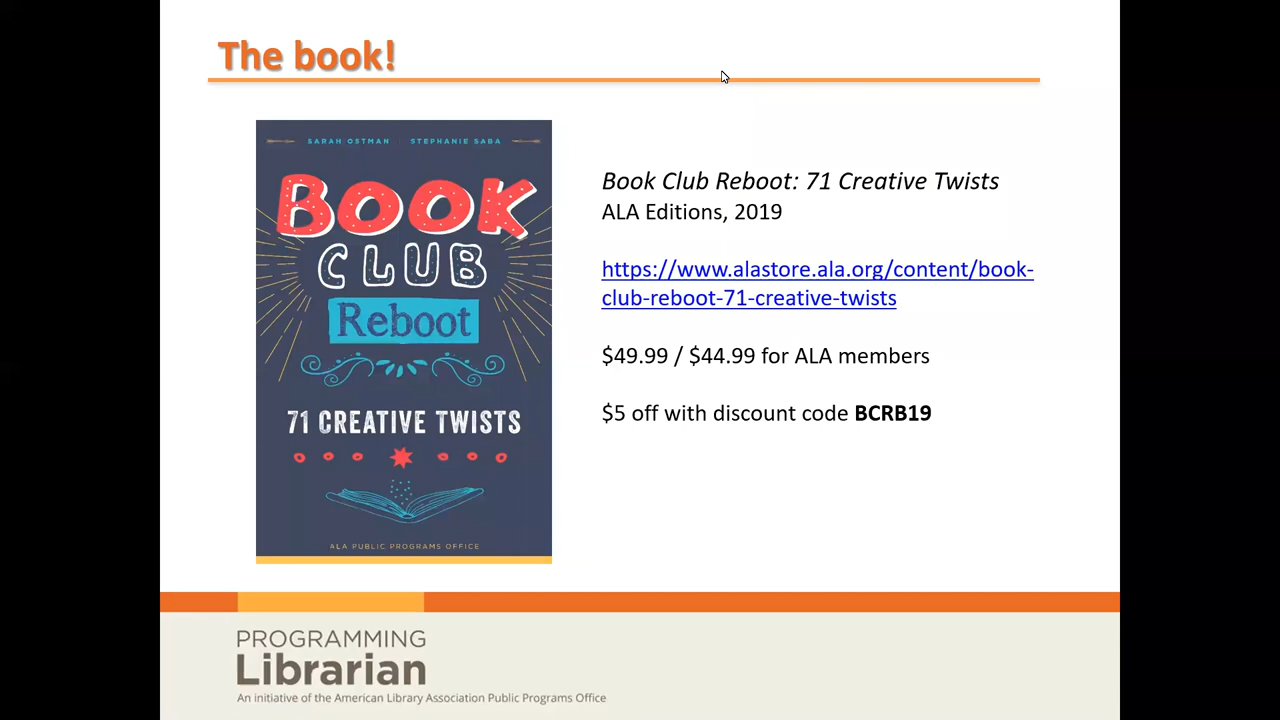 The book!
SARAH OSTMAN STEPHANIE SABA
BOOK
CLUB
Reboot
71 CREATIVE TWISTS
ALA PUBLIC PROGRAMS OFFICE
Book Club Reboot: 71 Creative Twists
ALA Editions, 2019
https://www.alastore.ala.org/content/book-
club-reboot-71-creative-twists
$49.99 / $44.99 for ALA members
$5 off with discount code BCRB19
PROGRAMMING
Librarian
An initiative of the American Library Association Public Programs Office